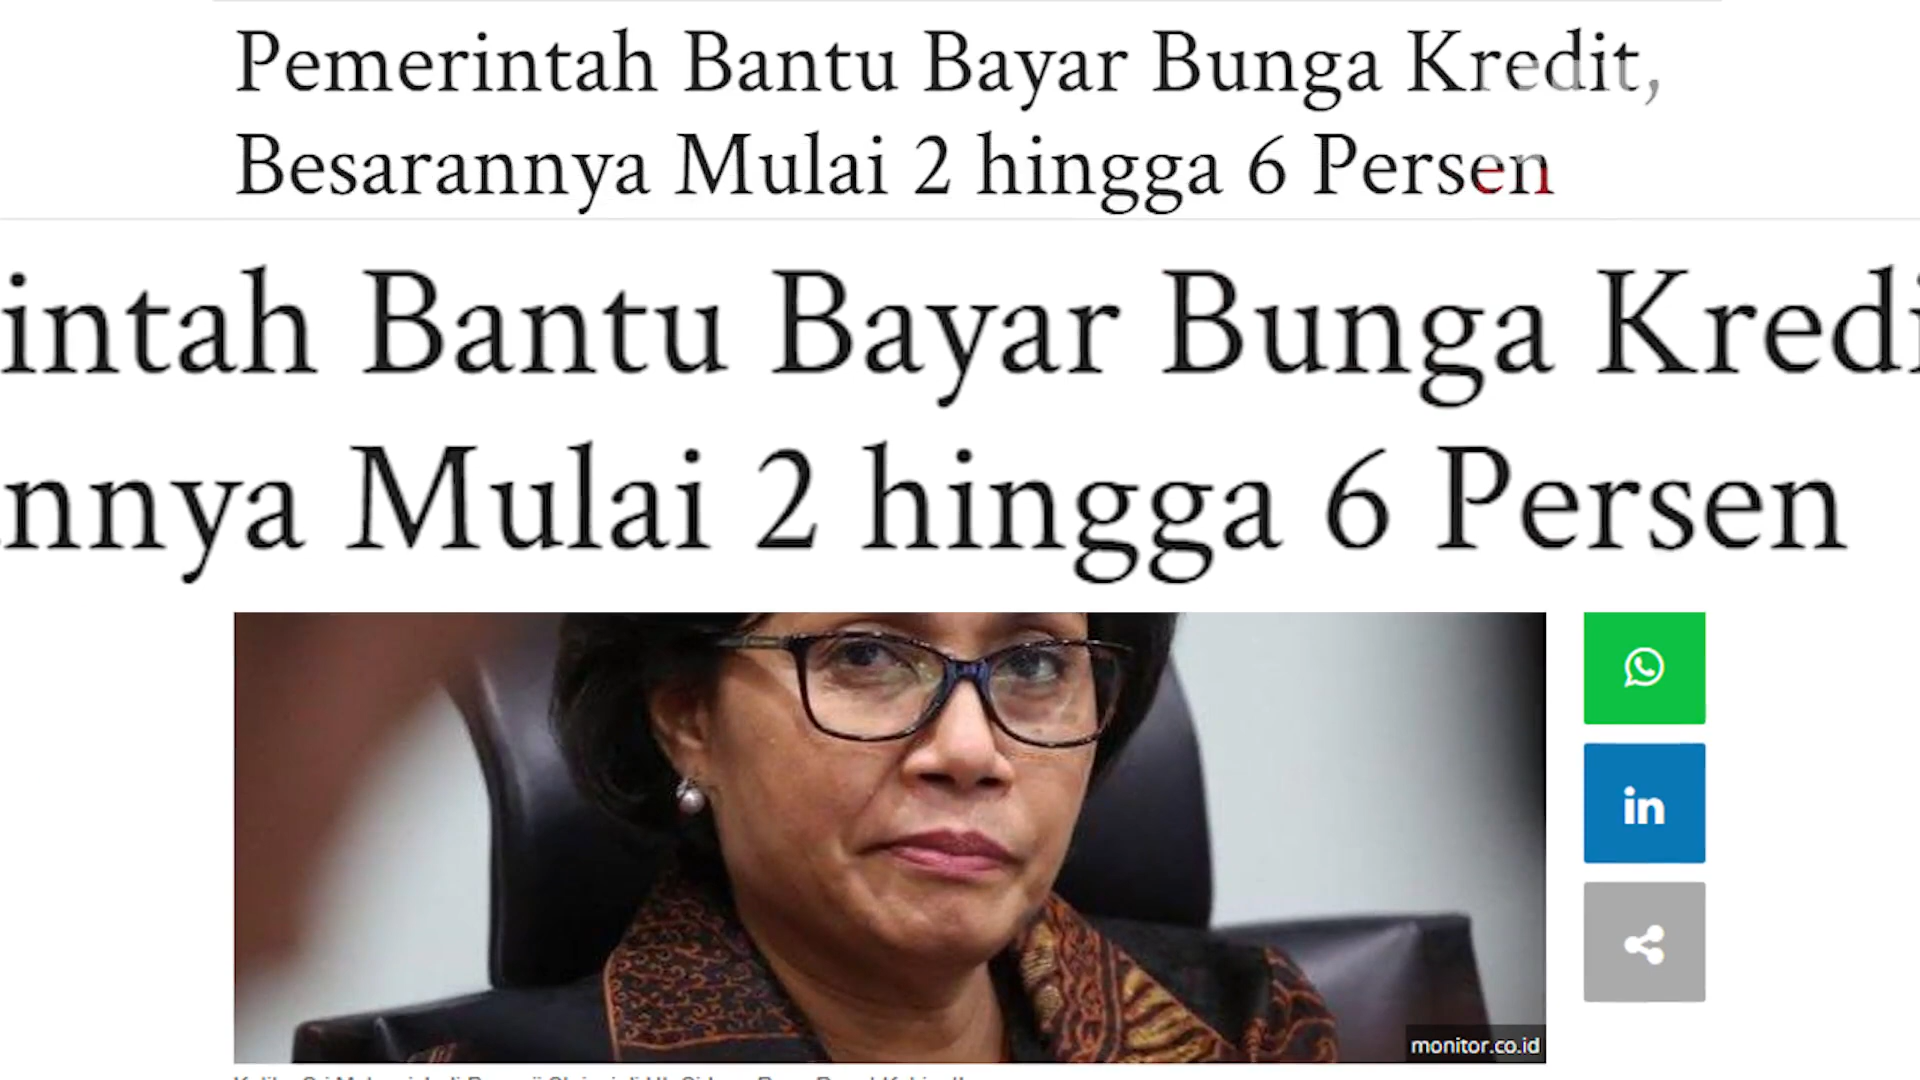 Pemerintah Bantu Bayar Bunga Kredit,
Besarannya Mulai 2 hingga 6 Persen
intah Bantu Bayar Bunga Kredi
nnya Mulai 2 hingga 6 Persen
in
monitor.co.id